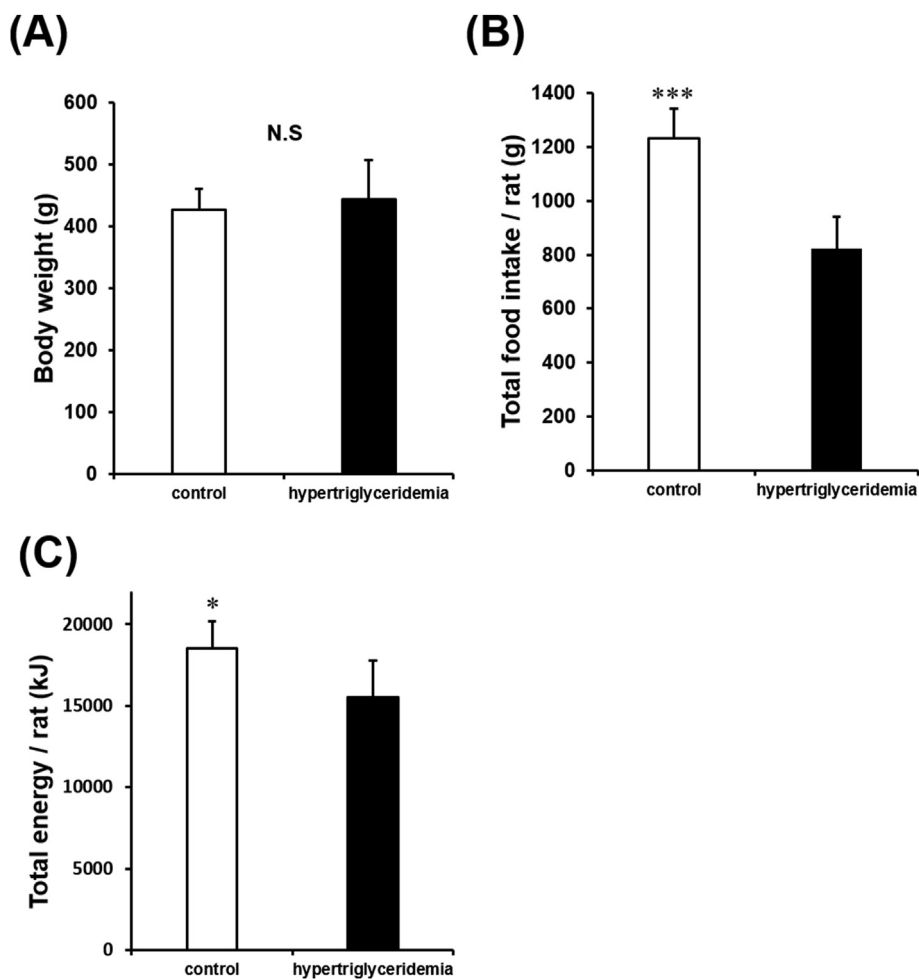 (A)
Body weight (g)
600
500
400
300
200
100
0
N.S
control hypertriglyceridemia
(B)
Total food intake / rat (g)
1400
1200
1000
800
600
400
200
0
***
control hypertriglyceridemia
(C)
Total energy / rat (kJ)
20000
15000
10000
5000
0
*
control hypertriglyceridemia